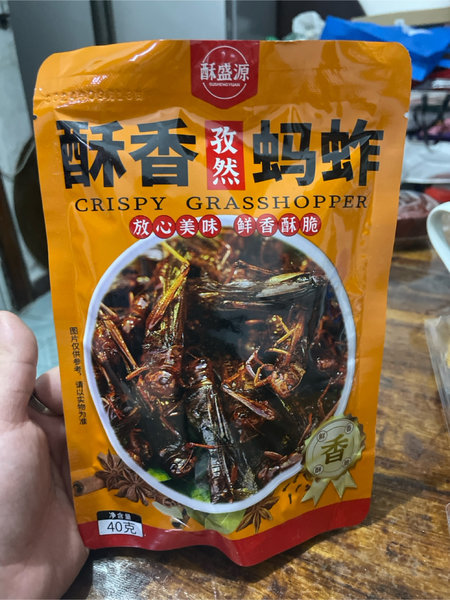 酥盛源
SUSHENGYUAN
酥香孜然蚂蚱
CRISPY GRASSHOPPER
放心美味 鲜香酥脆
图片仅供参考，请以实物为准
香
净含量
40克